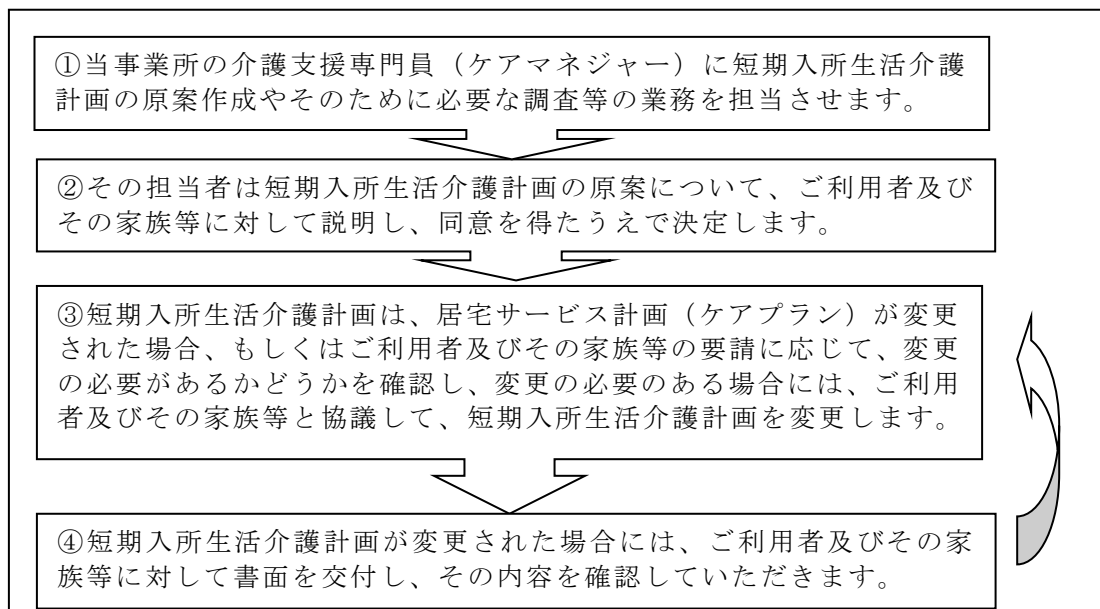 ①当事業所の介護支援専門員（ケアマネジャー）に短期入所生活介護
計画の原案作成やそのために必要な調査等の業務を担当させます。
②その担当者は短期入所生活介護計画の原案について、ご利用者及び
その家族等に対して説明し、同意を得たうえで決定します。
③短期入所生活介護計画は、居宅サービス計画（ケアプラン）が変更
された場合、もしくはご利用者及びその家族等の要請に応じて、変更
の必要があるかどうかを確認し、変更の必要のある場合には、ご利用
者及びその家族等と協議して、短期入所生活介護計画を変更します。
④短期入所生活介護計画が変更された場合には、ご利用者及びその家
族等に対して書面を交付し、その内容を確認していただきます。